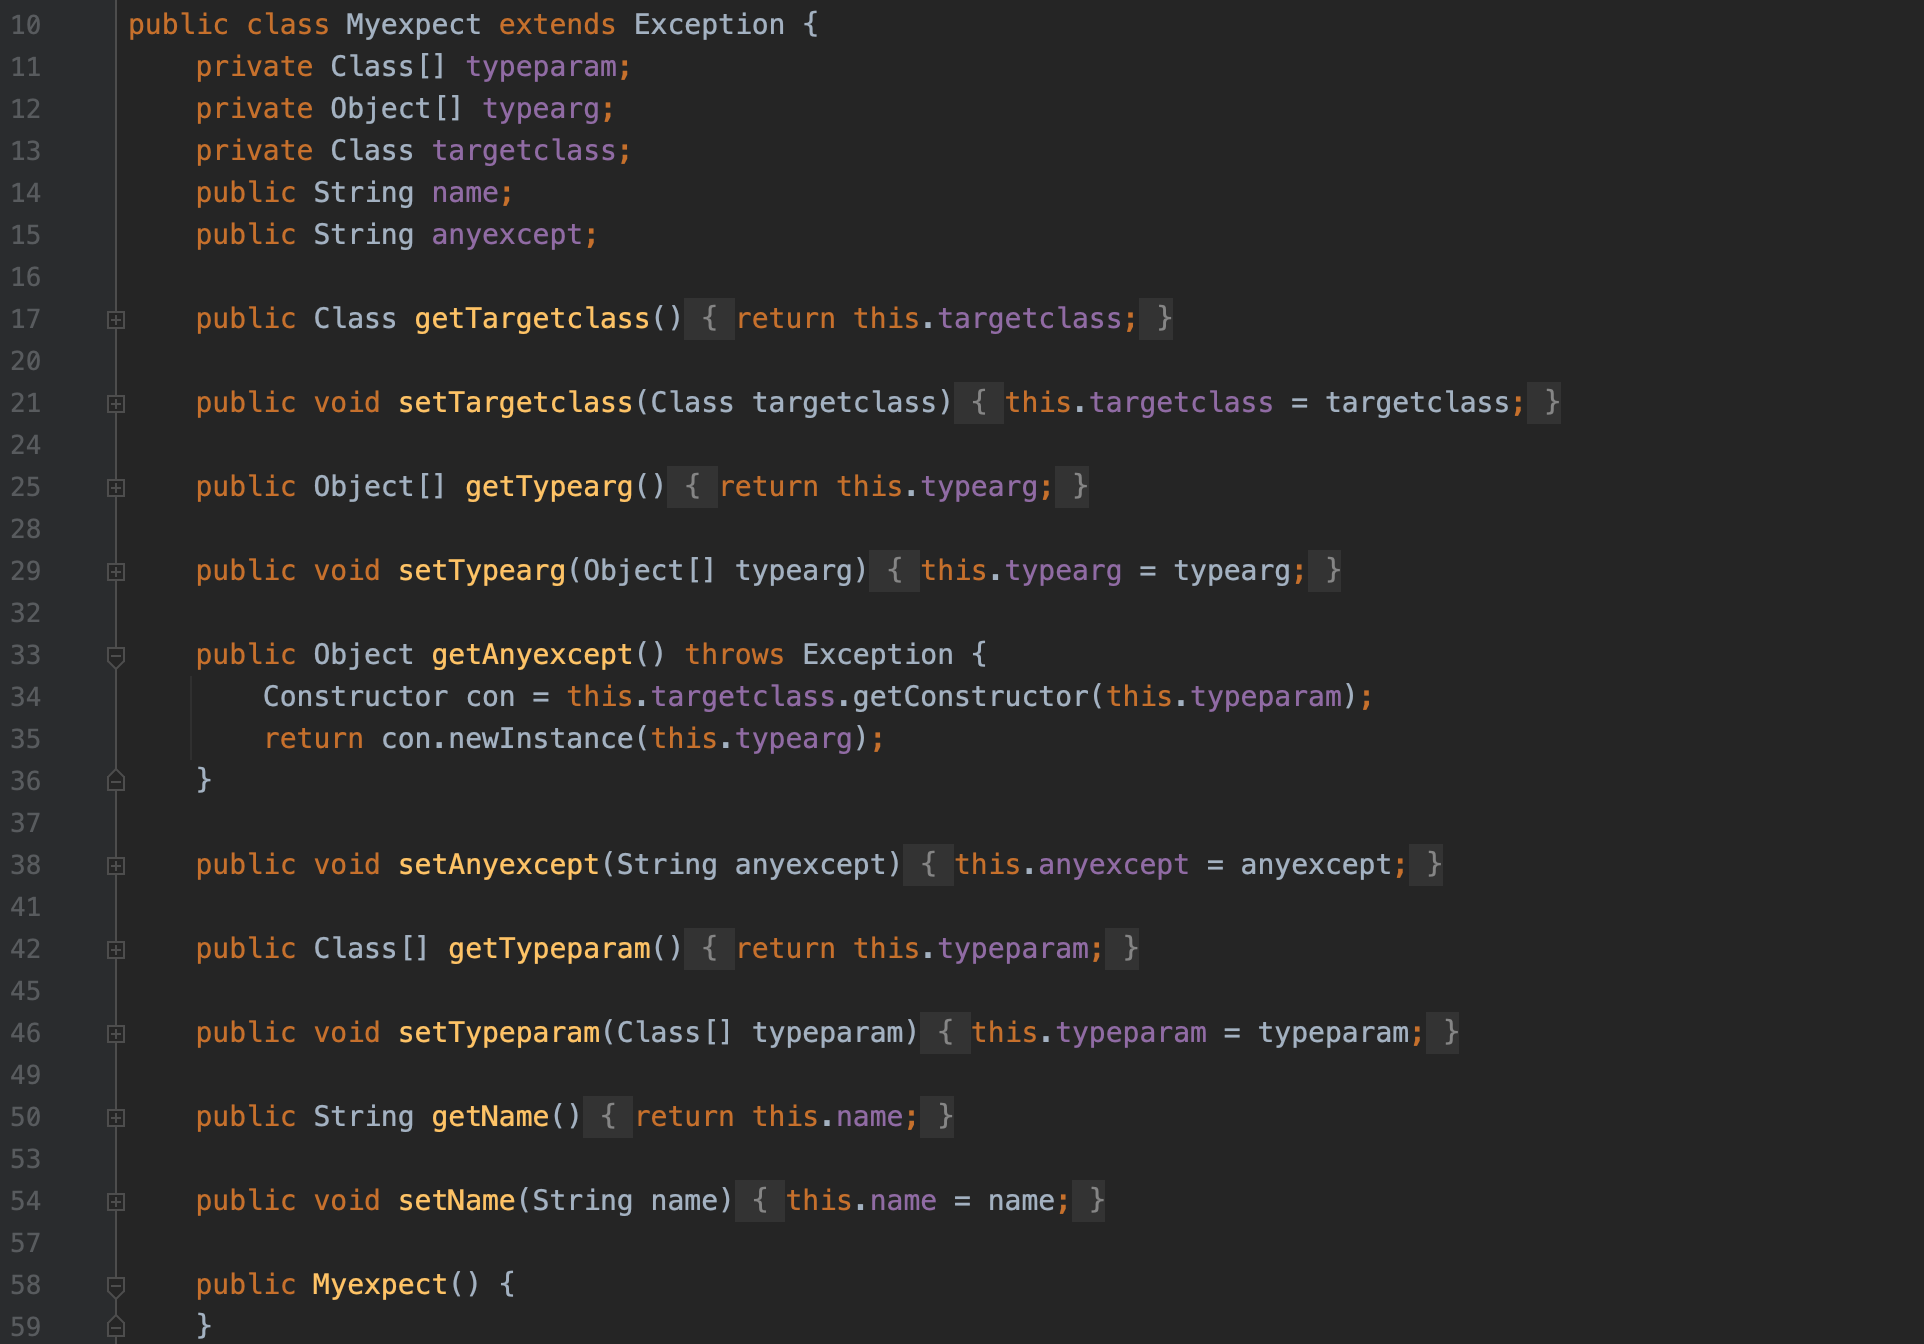 10 public class Myexpect extends Exception {
11 private Class[] typeparam;
12 private Object[] typearg;
13 private Class targetclass;
14 public String name;
15 public String anyexcept;
16
17 public Class getTargetclass() { return this.targetclass; }
20
21 public void setTargetclass(Class targetclass) { this.targetclass = targetclass; }
24
25 public Object[] getTypearg() { return this.typearg; }
28
29 public void setTypearg(Object[] typearg) { this.typearg = typearg; }
32
33 public Object getAnyexcept() throws Exception {
34 Constructor con = this.targetclass.getConstructor(this.typeparam);
35 return con.newInstance(this.typearg);
36 }
37
38 public void setAnyexcept(String anyexcept) { this.anyexcept = anyexcept; }
41
42 public Class[] getTypeparam() { return this.typeparam; }
45
46 public void setTypeparam(Class[] typeparam) { this.typeparam = typeparam; }
49
50 public String getName() { return this.name; }
53
54 public void setName(String name) { this.name = name; }
57
58 public Myexpect() {
59 }